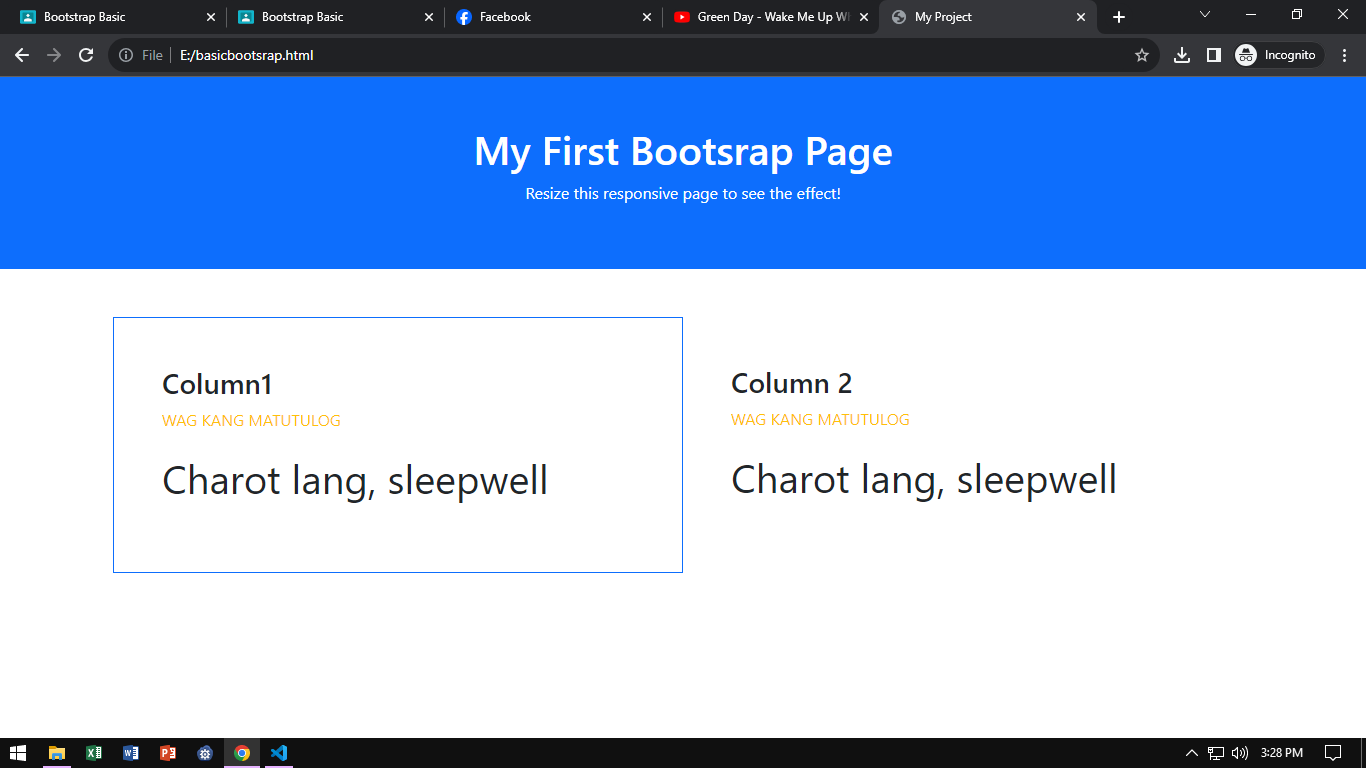 Bootstrap Basic
Bootstrap Basic
Facebook
Green Day - Wake Me Up Wh
My Project
File
E:/basicbootsrap.html
Incognito
My First Bootsrap Page
Resize this responsive page to see the effect!
Column1
WAG KANG MATUTULOG
Charot lang, sleepwell
Column 2
WAG KANG MATUTULOG
Charot lang, sleepwell
3:28 PM